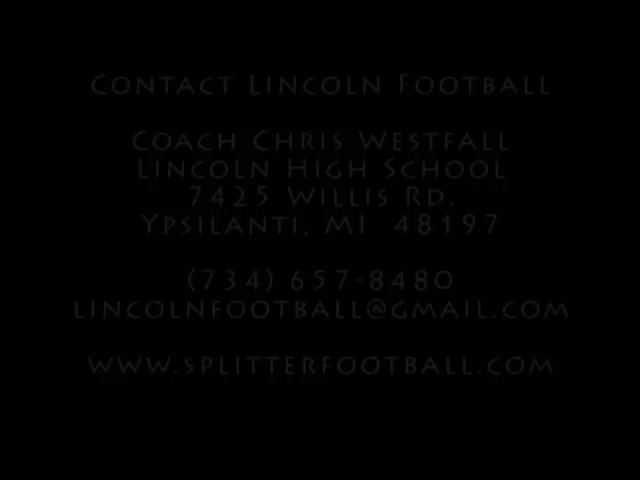 Contact Lincoln Football
Coach Chris Westfall
Lincoln High School
7425 Willis Rd.
Ypsilanti, MI 48197
(734) 657-8480
lincolnfootball@gmail.com
www.splitterfootball.com